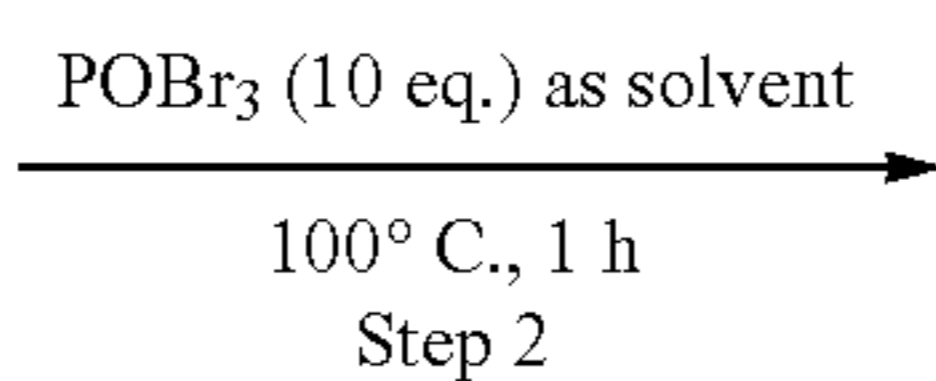 POBr3 (10 eq.) as solvent
100° C., 1 h
Step 2